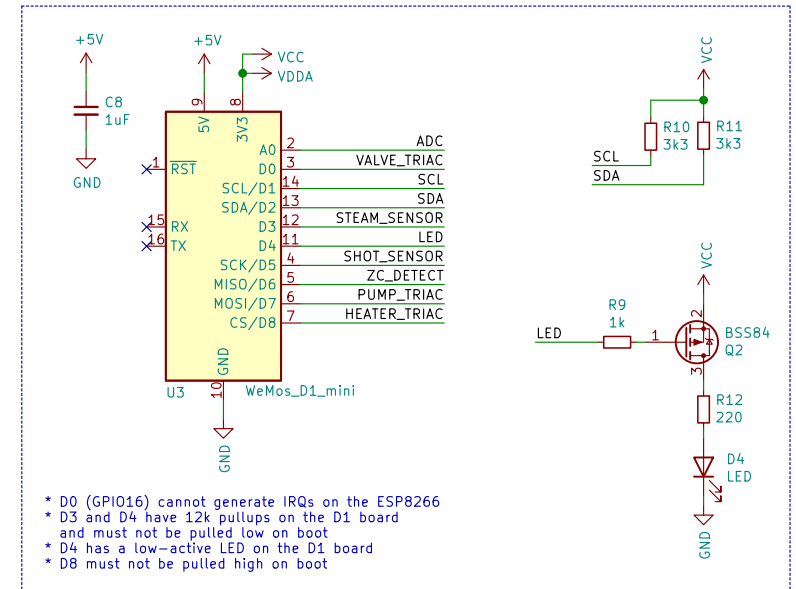 +5V
C8
1uF
GND
+5V
VCC
VDDA
9
8
5V
3V3
A0
2
ADC
1
RST
D0
3
VALVE_TRIAC
SCL/D1
14
SCL
SDA/D2
13
SDA
15
RX
D3
12
STEAM_SENSOR
16
TX
D4
11
LED
SCK/D5
4
SHOT_SENSOR
MISO/D6
5
ZC_DETECT
MOSI/D7
6
PUMP_TRIAC
CS/D8
7
HEATER_TRIAC
GND
U3
10
WeMos_D1_mini
GND
VCC
R10
3k3
R11
3k3
SCL
SDA
VCC
R9
1k
LED
1
2
BSS84
Q2
3
R12
220
D4
LED
GND
* D0 (GPIO16) cannot generate IRQs on the ESP8266
* D3 and D4 have 12k pullups on the D1 board
and must not be pulled low on boot
* D4 has a low-active LED on the D1 board
* D8 must not be pulled high on boot